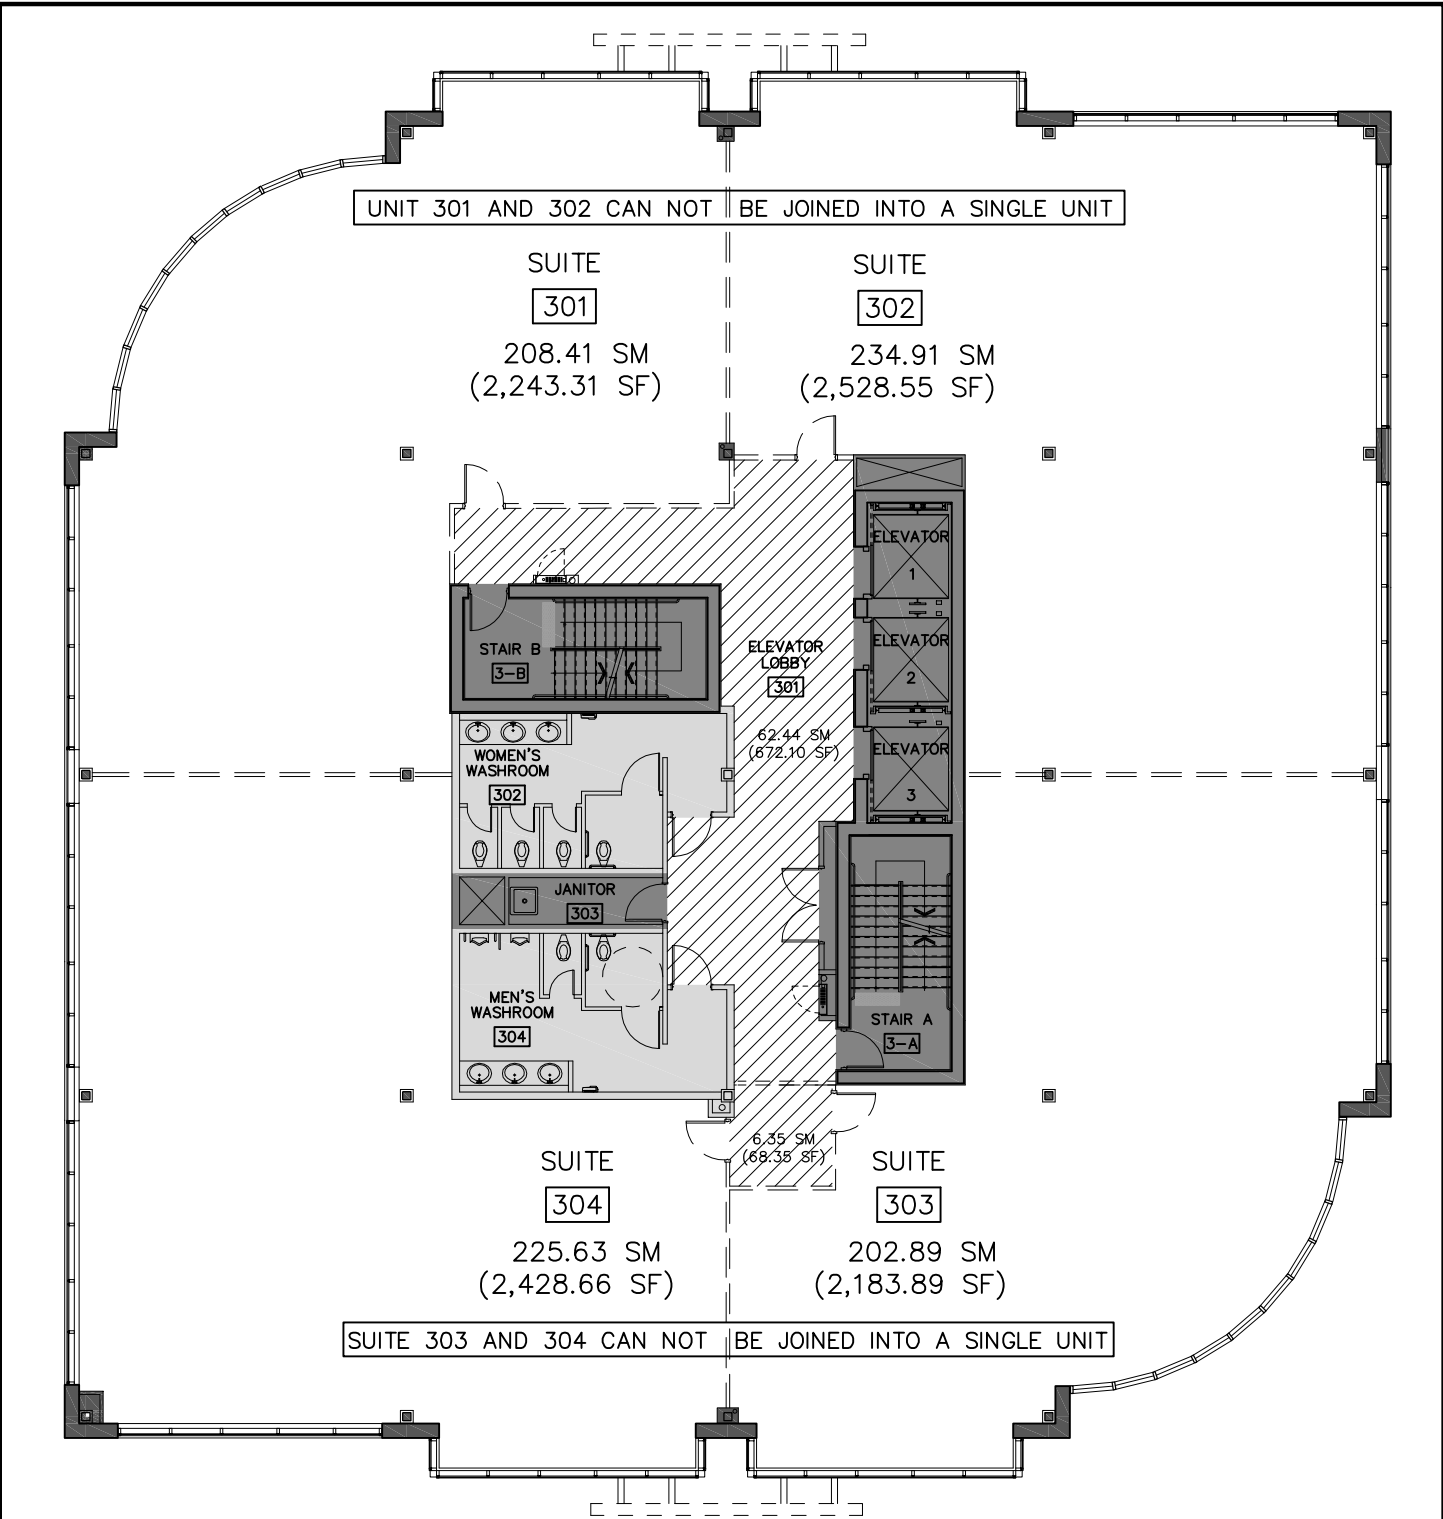 UNIT 301 AND 302 CAN NOT BE JOINED INTO A SINGLE UNIT
SUITE
301
208.41 SM
(2,243.31 SF)
SUITE
302
234.91 SM
(2,528.55 SF)
ELEVATOR
1
ELEVATOR
2
ELEVATOR
3
STAIR B
3-B
ELEVATOR
LOBBY
301
62.44 SM
(672.10 SF)
WOMEN'S
WASHROOM
302
JANITOR
303
MEN'S
WASHROOM
304
STAIR A
3-A
6.35 SM
(68.35 SF)
SUITE
304
225.63 SM
(2,428.66 SF)
SUITE
303
202.89 SM
(2,183.89 SF)
SUITE 303 AND 304 CAN NOT BE JOINED INTO A SINGLE UNIT